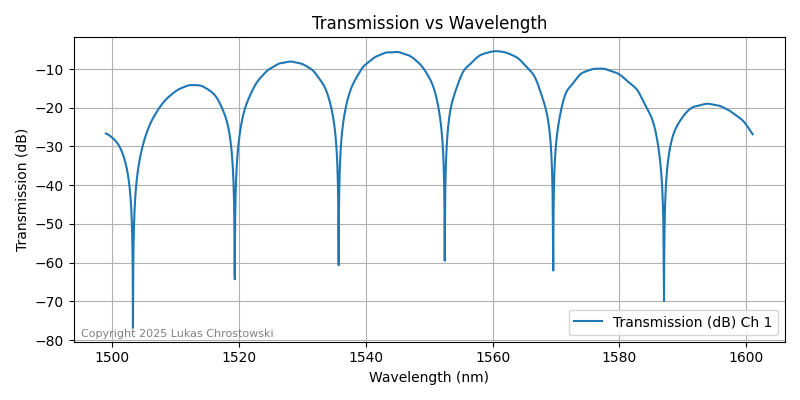 Transmission vs Wavelength
Transmission (dB)
−10
−20
−30
−40
−50
−60
−70
−80
Copyright 2025 Lukas Chrostowski
Transmission (dB) Ch 1
1500
1520
1540
1560
1580
1600
Wavelength (nm)